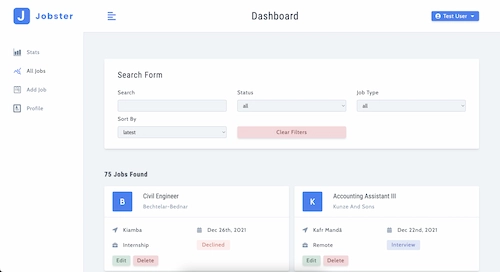 J Jobster
Dashboard
Test User
Stats
All Jobs
Add Job
Profile
Search Form
Search
Status
Job Type
all
all
Sort By
latest
Clear Filters
75 Jobs Found
B
Civil Engineer
Bechtelar-Bednar
Kiamba
Dec 26th, 2021
Internship
Declined
Edit
Delete
K
Accounting Assistant III
Kunze And Sons
Kafr Mandā
Dec 22nd, 2021
Remote
Interview
Edit
Delete